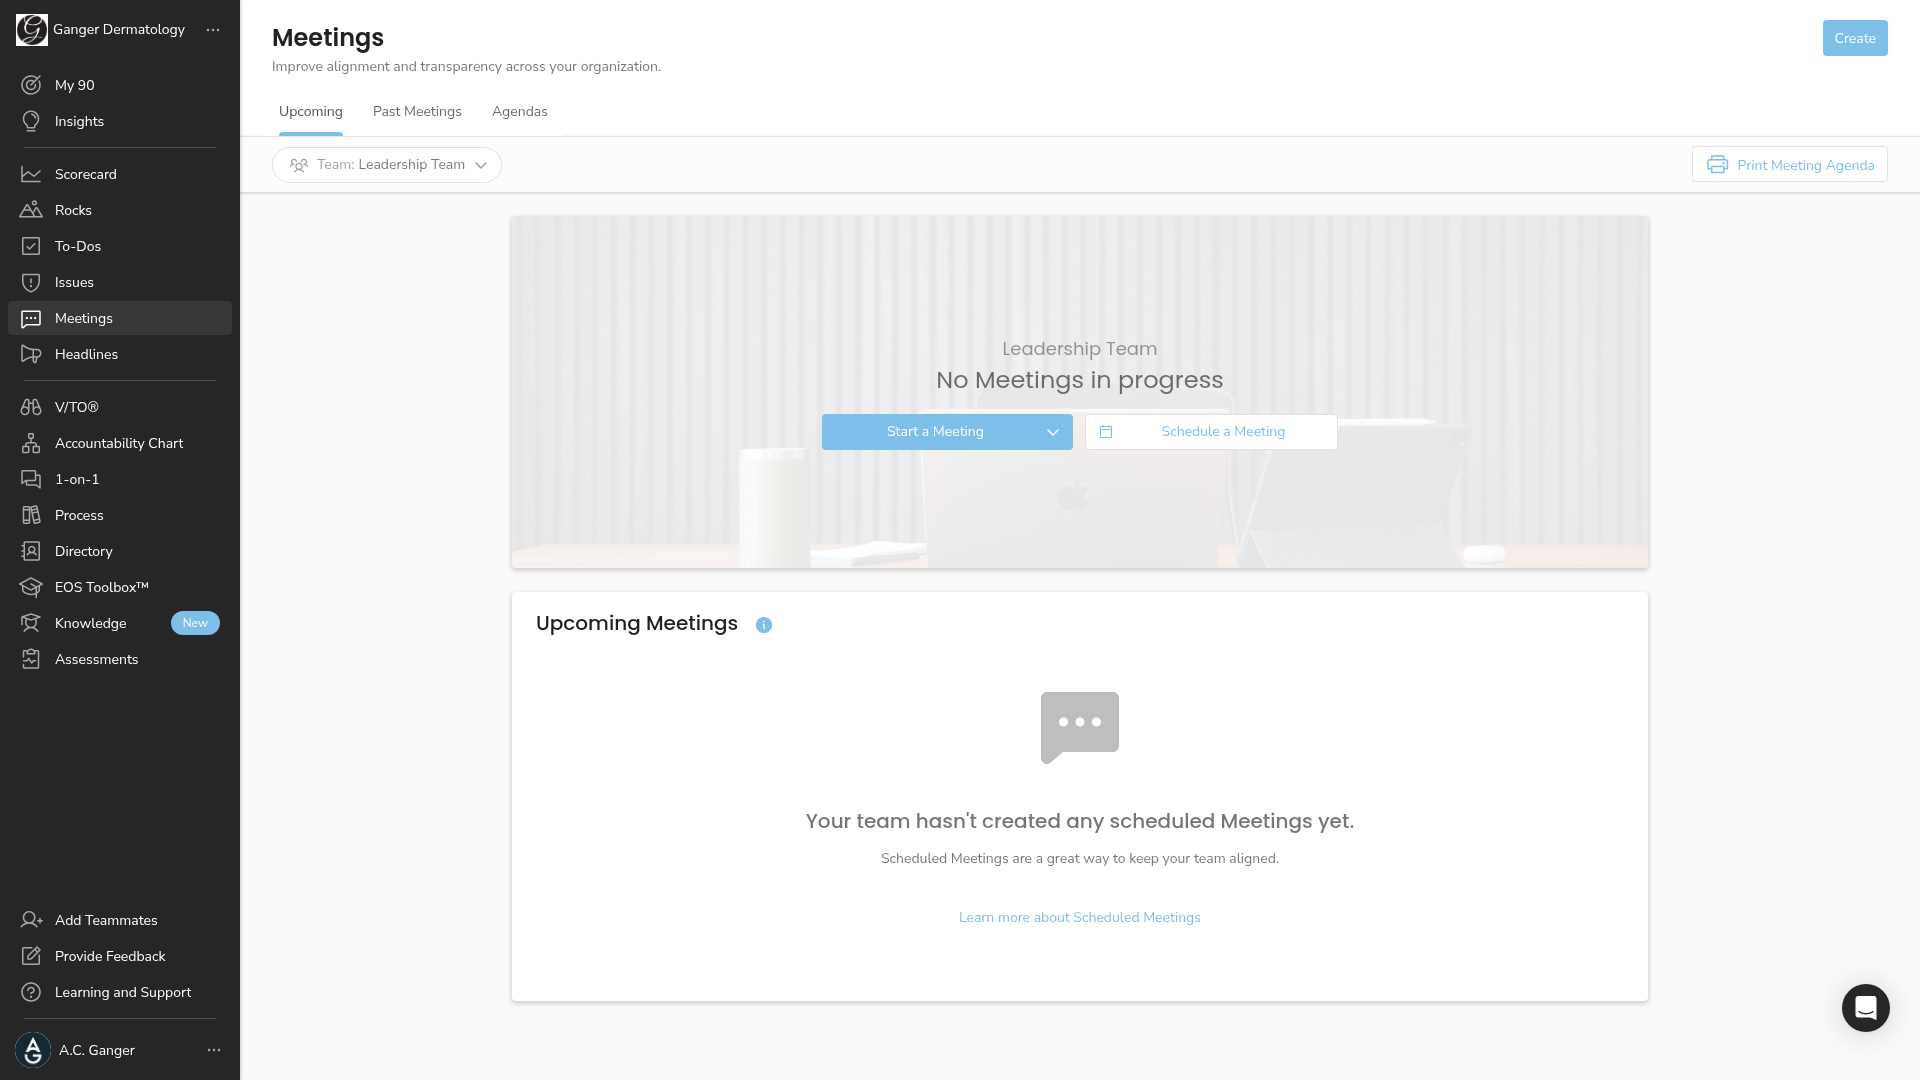 Ganger Dermatology
My 90
Insights
Scorecard
Rocks
To-Dos
Issues
Meetings
Headlines
V/TO®
Accountability Chart
1-on-1
Process
Directory
EOS Toolbox™
Knowledge New
Assessments
Add Teammates
Provide Feedback
Learning and Support
A.C. Ganger
Meetings
Create
Improve alignment and transparency across your organization.
Upcoming Past Meetings Agendas
Team: Leadership Team
Print Meeting Agenda
Leadership Team
No Meetings in progress
Start a Meeting
Schedule a Meeting
Upcoming Meetings
Your team hasn't created any scheduled Meetings yet.
Scheduled Meetings are a great way to keep your team aligned.
Learn more about Scheduled Meetings